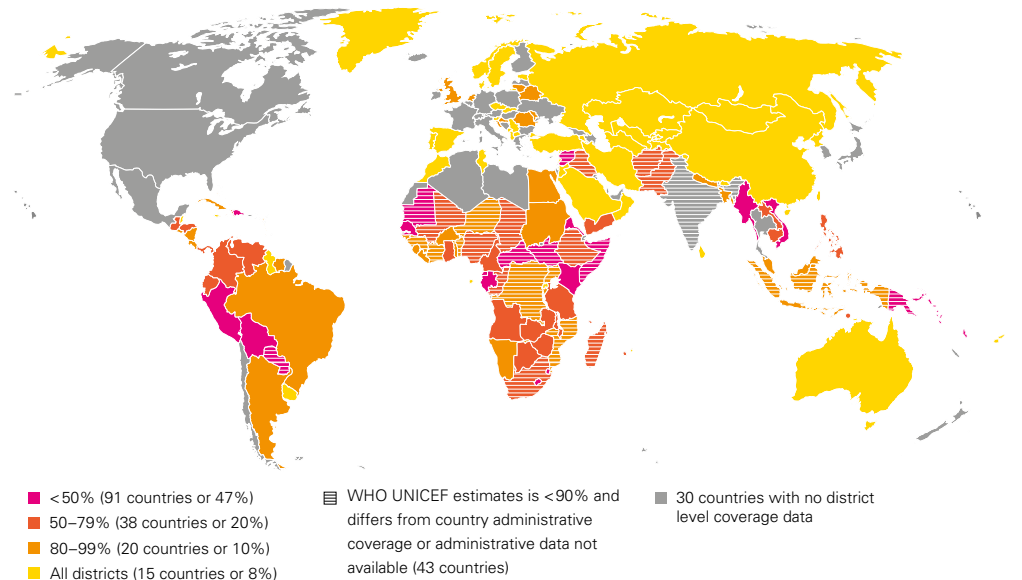 <50% (91 countries or 47%)
50–79% (38 countries or 20%)
80–99% (20 countries or 10%)
All districts (15 countries or 8%)
WHO UNICEF estimates is <90% and
differs from country administrative
coverage or administrative data not
available (43 countries)
30 countries with no district
level coverage data